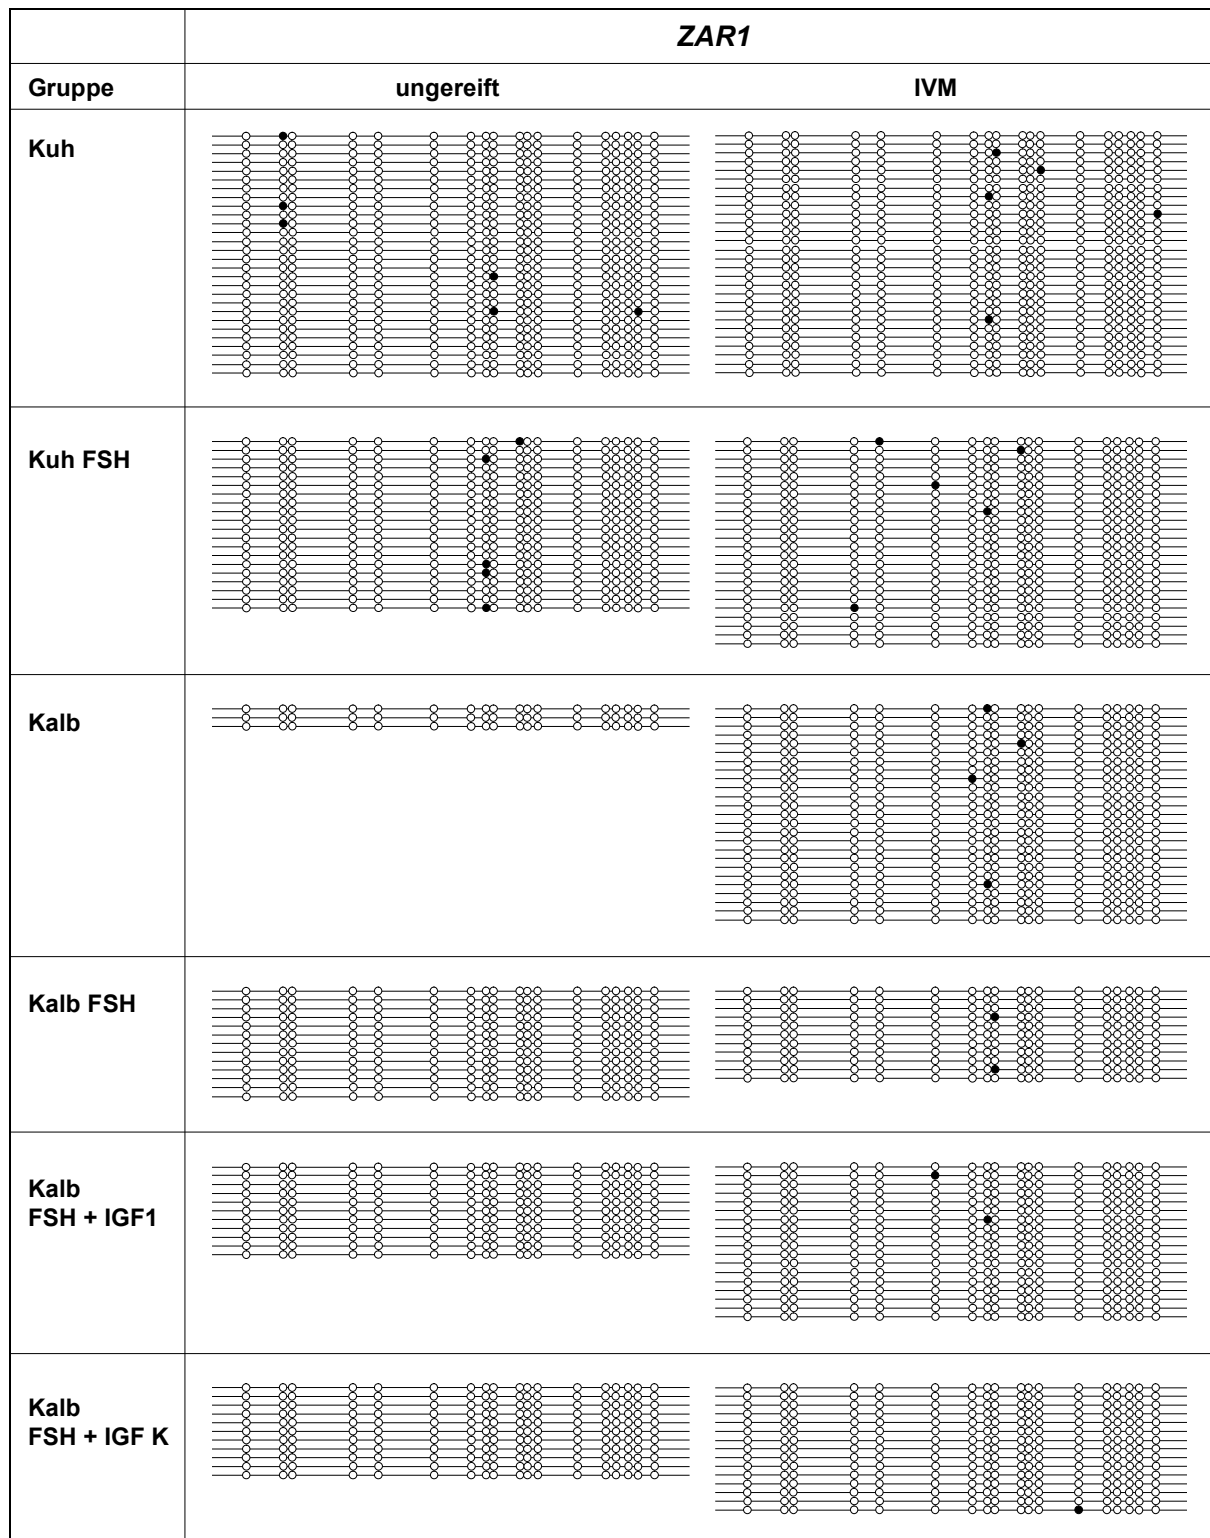 ZAR1
Gruppe ungereift IVM
Kuh
Kuh FSH
Kalb
Kalb FSH
Kalb
FSH + IGF1
Kalb
FSH + IGF K